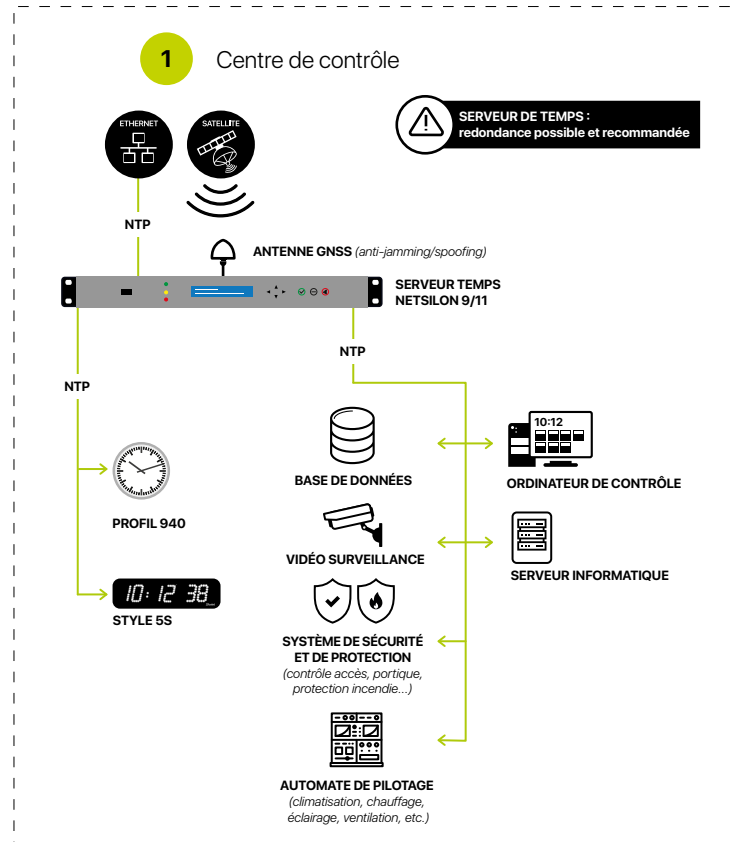 1 Centre de contrôle
ETHERNET
SATELLITE
SERVEUR DE TEMPS :
redondance possible et recommandée
NTP
ANTENNE GNSS (anti-jamming/spoofing)
SERVEUR TEMPS
NETSILON 9/11
NTP
NTP
10:12
BASE DE DONNÉES
ORDINATEUR DE CONTRÔLE
PROFIL 940
VIDÉO SURVEILLANCE
SERVEUR INFORMATIQUE
10:12 38
STYLE 5S
SYSTÈME DE SÉCURITÉ
ET DE PROTECTION
(contrôle accès, portique,
protection incendie...)
AUTOMATE DE PILOTAGE
(climatisation, chauffage,
éclairage, ventilation, etc.)